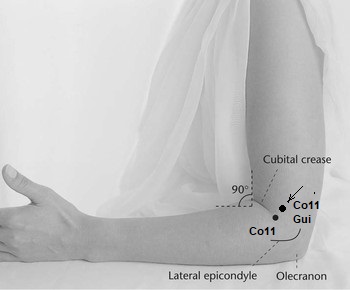 Cubital crease
90°
Co11
Gui
Co11
Lateral epicondyle
Olecranon